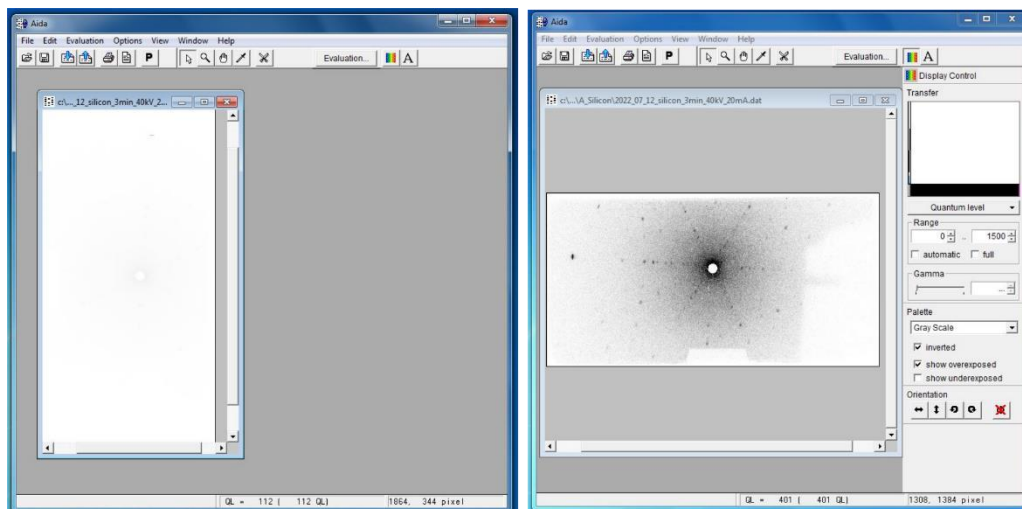 Aida
File Edit Evaluation Options View Window Help
P Evaluation... A
c:\..._12_silicon_3min_40kV_2...
QL = 112 ( 112 QL) 1064, 344 pixel
Aida
File Edit Evaluation Options View Window Help
P Evaluation... A
Display Control
c:\...\A_Silicon\2022_07_12_silicon_3min_40kV_20mA.dat
Transfer
Quantum level
Range
0 .. 1500
automatic full
Gamma
---
Palette
Gray Scale
inverted
show overexposed
show underexposed
Orientation
QL = 401 ( 401 QL) 1308, 1384 pixel